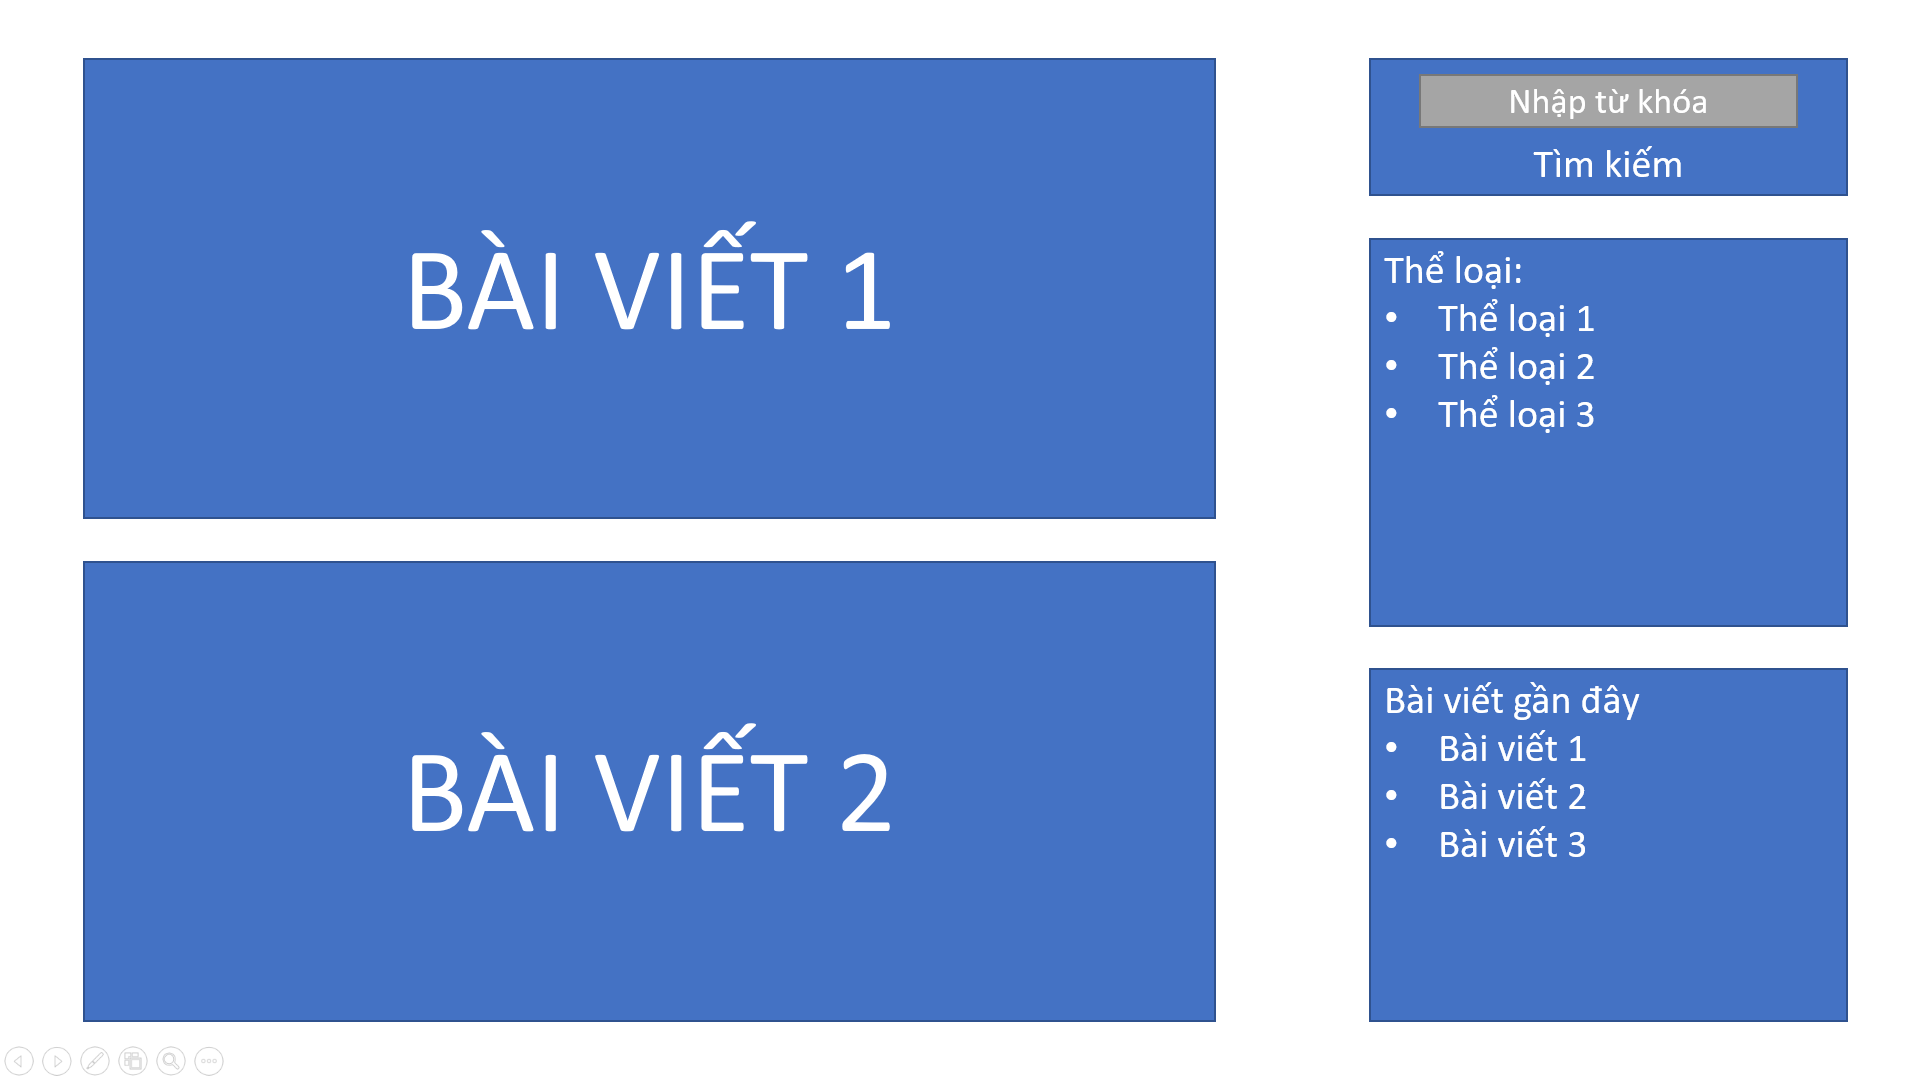 BÀI VIẾT 1
BÀI VIẾT 2
Nhập từ khóa
Tìm kiếm
Thể loại:
• Thể loại 1
• Thể loại 2
• Thể loại 3
Bài viết gần đây
• Bài viết 1
• Bài viết 2
• Bài viết 3